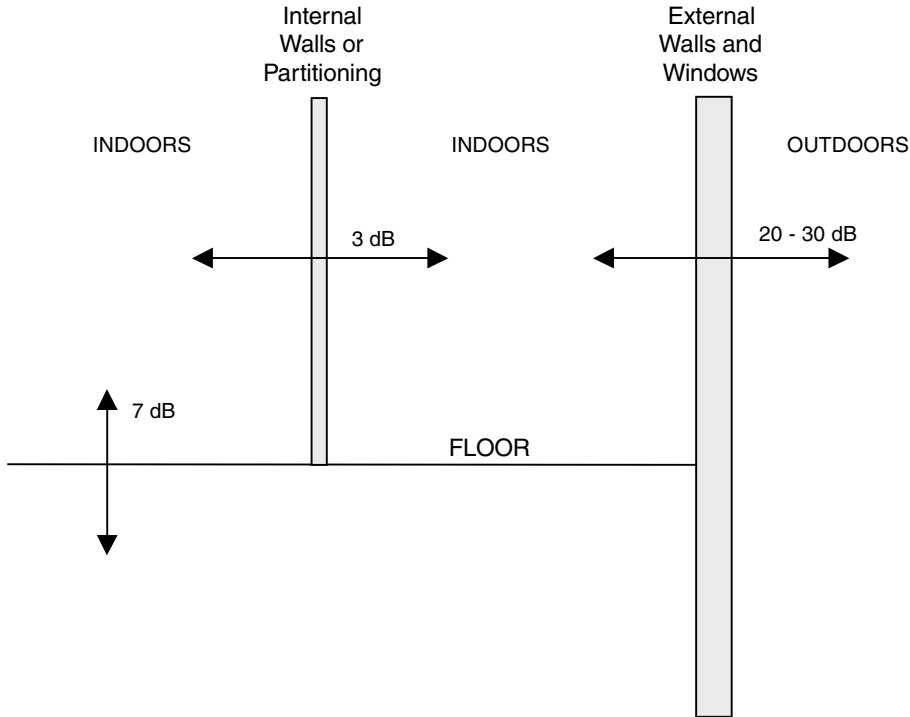 Internal
Walls or
Partitioning
External
Walls and
Windows
INDOORS
INDOORS
OUTDOORS
3 dB
20 - 30 dB
7 dB
FLOOR